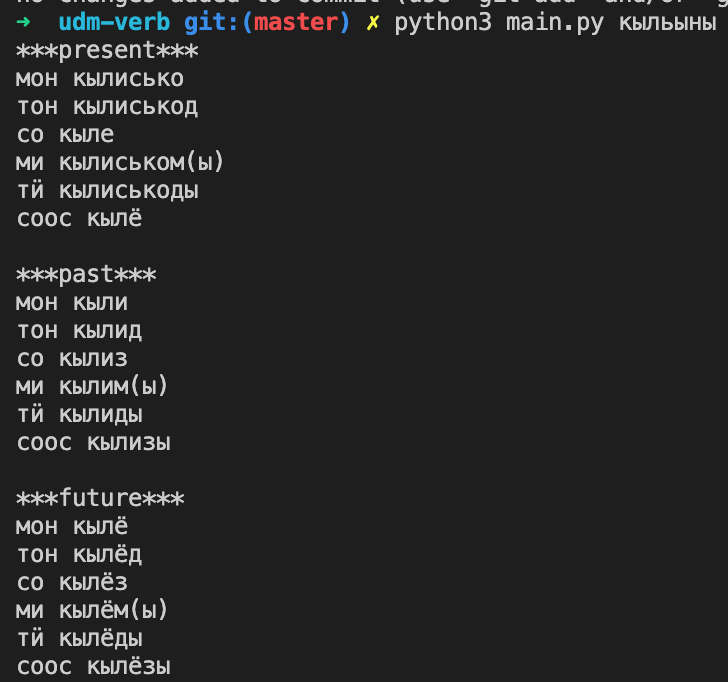 ➜ udm-verb git:(master) ✗ python3 main.py кылыны
***present***
мон кылисько
тон кылиськод
со кыле
ми кылиськом(ы)
тӥ кылиськоды
соос кылё
***past***
мон кыли
тон кылид
со кылиз
ми кылим(ы)
тӥ кылиды
соос кылизы
***future***
мон кылё
тон кылёд
со кылёз
ми кылём(ы)
тӥ кылёды
соос кылёзы